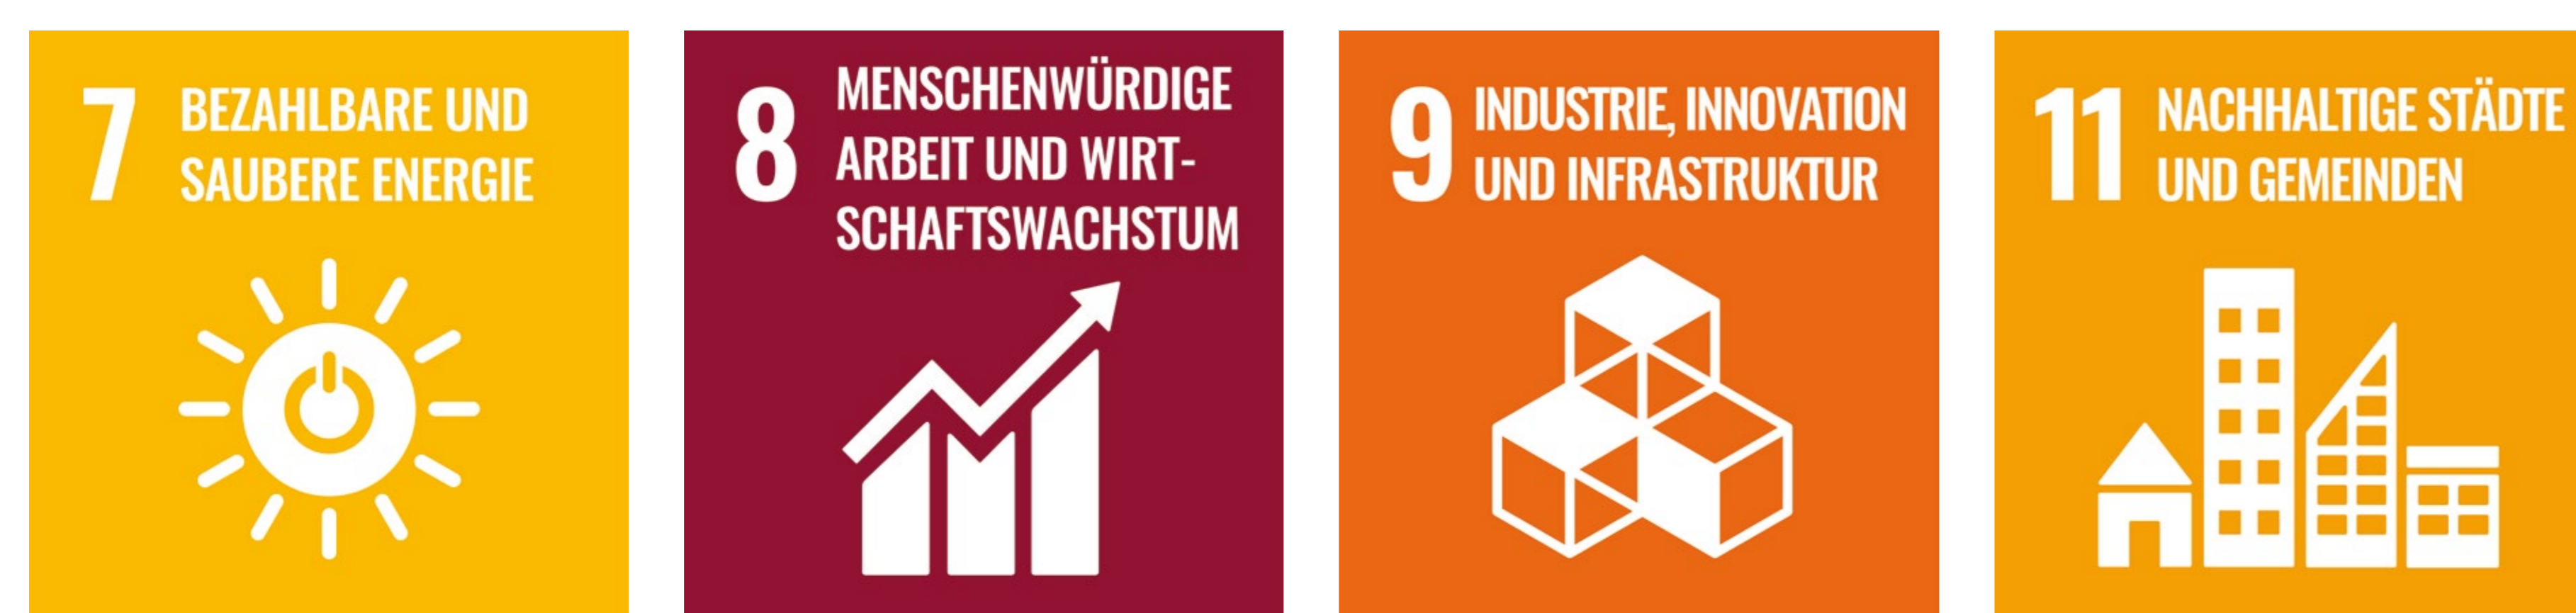 7
BEZAHLBARE UND
SAUBERE ENERGIE
8
MENSCHENWÜRDIGE
ARBEIT UND WIRT-
SCHAFTSWACHSTUM
9
INDUSTRIE, INNOVATION
UND INFRASTRUKTUR
11
NACHHALTIGE STÄDTE
UND GEMEINDEN